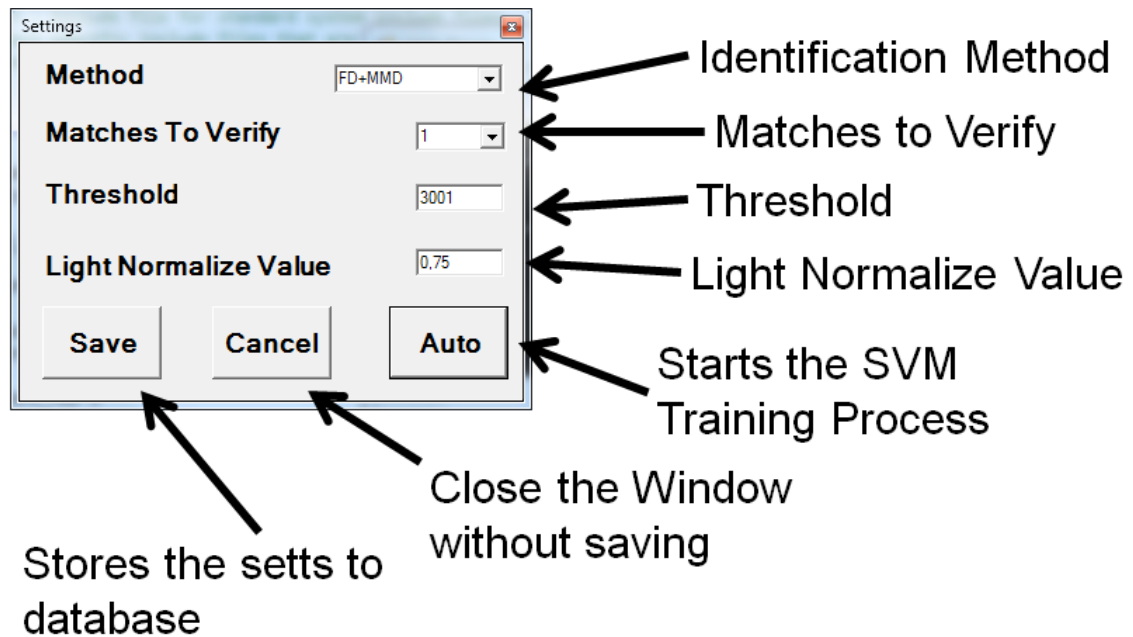 Settings
Method
FD+MMD
Identification Method
Matches To Verify
1
Matches to Verify
Threshold
3001
Threshold
Light Normalize Value
0,75
Light Normalize Value
Save
Cancel
Auto
Starts the SVM
Training Process
Close the Window
without saving
Stores the setts to
database